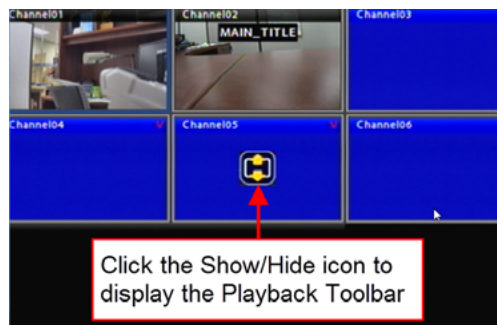 Channel01
Channel02
Channel03
MAIN_TITLE
Channel04
V
Channel05
V
Channel06
Click the Show/Hide icon to
display the Playback Toolbar